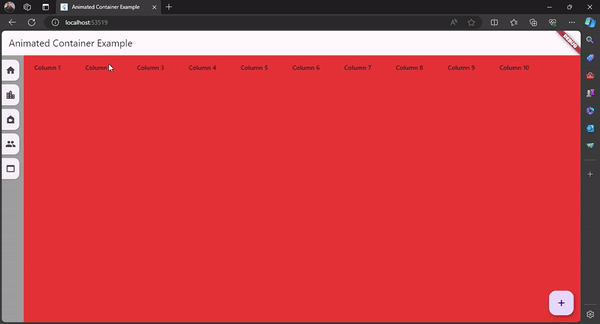 Animated Container Example
localhost:53519
Animated Container Example
DEBUG
Column 1 Column Column 3 Column 4 Column 5 Column 6 Column 7 Column 8 Column 9 Column 10